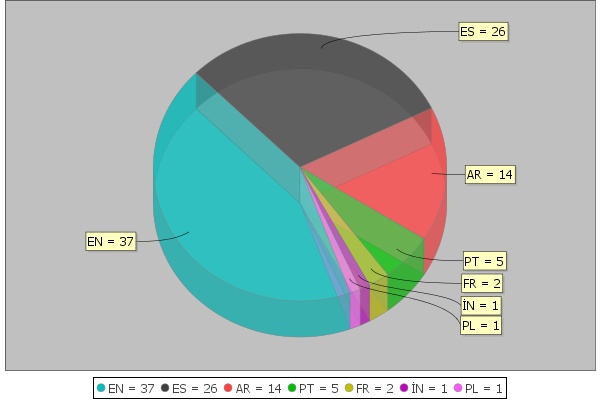 ES = 26
AR = 14
EN = 37
PT = 5
FR = 2
İN = 1
PL = 1
EN = 37 ES = 26 AR = 14 PT = 5 FR = 2 İN = 1 PL = 1